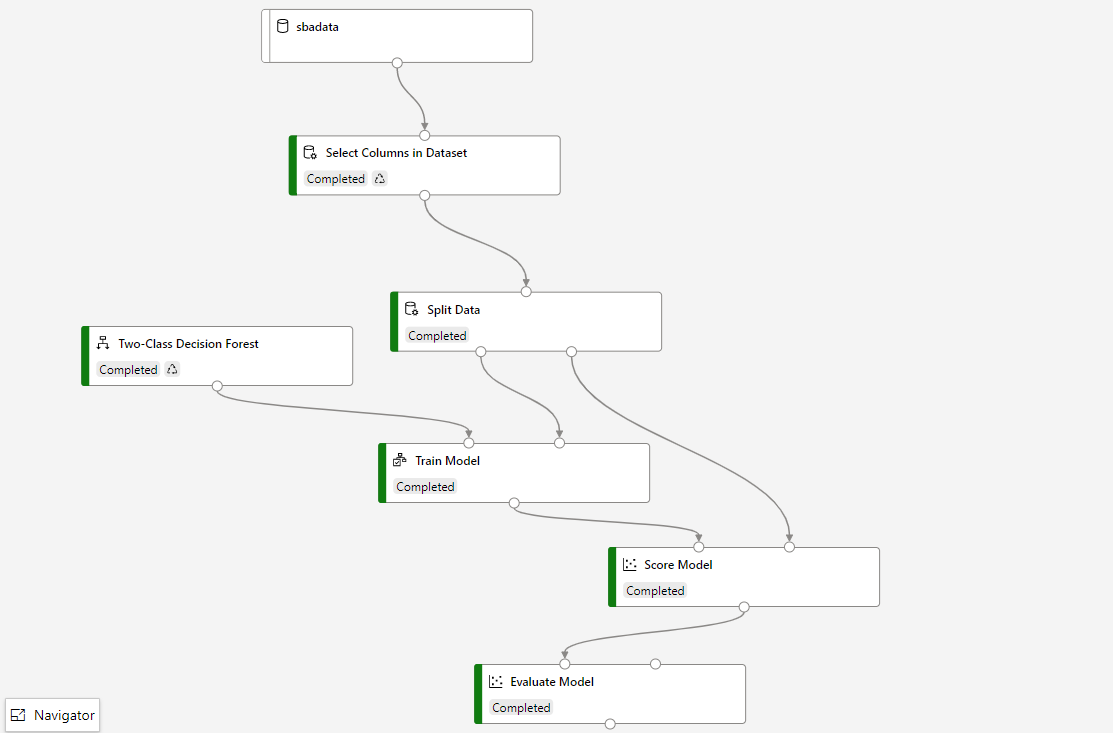 sbadata
Select Columns in Dataset
Completed
Split Data
Completed
Two-Class Decision Forest
Completed
Train Model
Completed
Score Model
Completed
Evaluate Model
Completed
Navigator